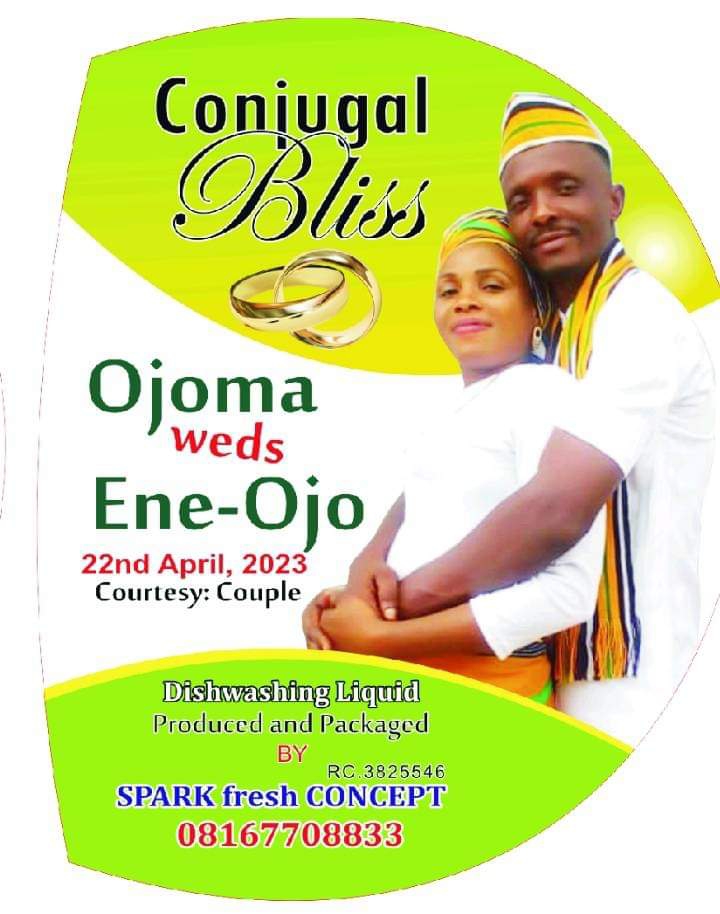 Conjugal
Bliss
Ojoma
weds
Ene-Ojo
22nd April, 2023
Courtesy: Couple
Dishwashing Liquid
Produced and Packaged
BY
RC.3825546
SPARK fresh CONCEPT
08167708833